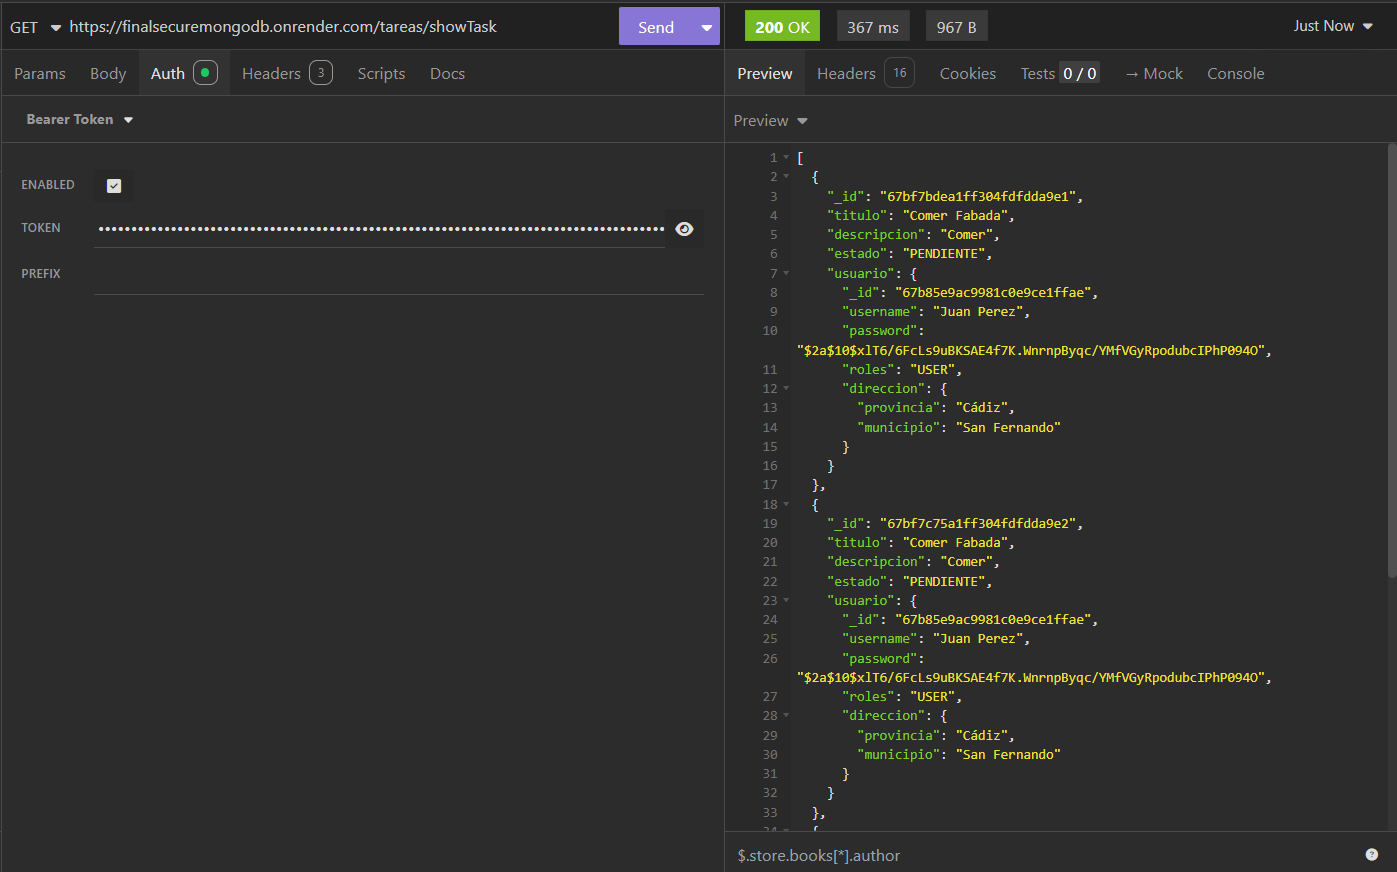 GET https://finalsecuremongodb.onrender.com/tareas/showTask Send
Params Body Auth Headers 3 Scripts Docs
Bearer Token
ENABLED
TOKEN ••••••••••••••••••••••••••••••••••••••••••••••••••••••••••••••••••••••••••••••••••••••
PREFIX
200 OK 367 ms 967 B Just Now
Preview Headers 16 Cookies Tests 0 / 0 → Mock Console
Preview
1 [
2 {
3 "_id": "67bf7bdea1ff304fdfdda9e1",
4 "titulo": "Comer Fabada",
5 "descripcion": "Comer",
6 "estado": "PENDIENTE",
7 "usuario": {
8 "_id": "67b85e9ac9981c0e9ce1ffae",
9 "username": "Juan Perez",
10 "password":
"$2a$10$xlT6/6FcLs9uBKSAE4f7K.WnrnpByqc/YMfVGyRpodubcIPhP094O",
11 "roles": "USER",
12 "direccion": {
13 "provincia": "Cádiz",
14 "municipio": "San Fernando"
15 }
16 }
17 },
18 {
19 "_id": "67bf7c75a1ff304fdfdda9e2",
20 "titulo": "Comer Fabada",
21 "descripcion": "Comer",
22 "estado": "PENDIENTE",
23 "usuario": {
24 "_id": "67b85e9ac9981c0e9ce1ffae",
25 "username": "Juan Perez",
26 "password":
"$2a$10$xlT6/6FcLs9uBKSAE4f7K.WnrnpByqc/YMfVGyRpodubcIPhP094O",
27 "roles": "USER",
28 "direccion": {
29 "provincia": "Cádiz",
30 "municipio": "San Fernando"
31 }
32 }
33 },
34 {
$.store.books[*].author